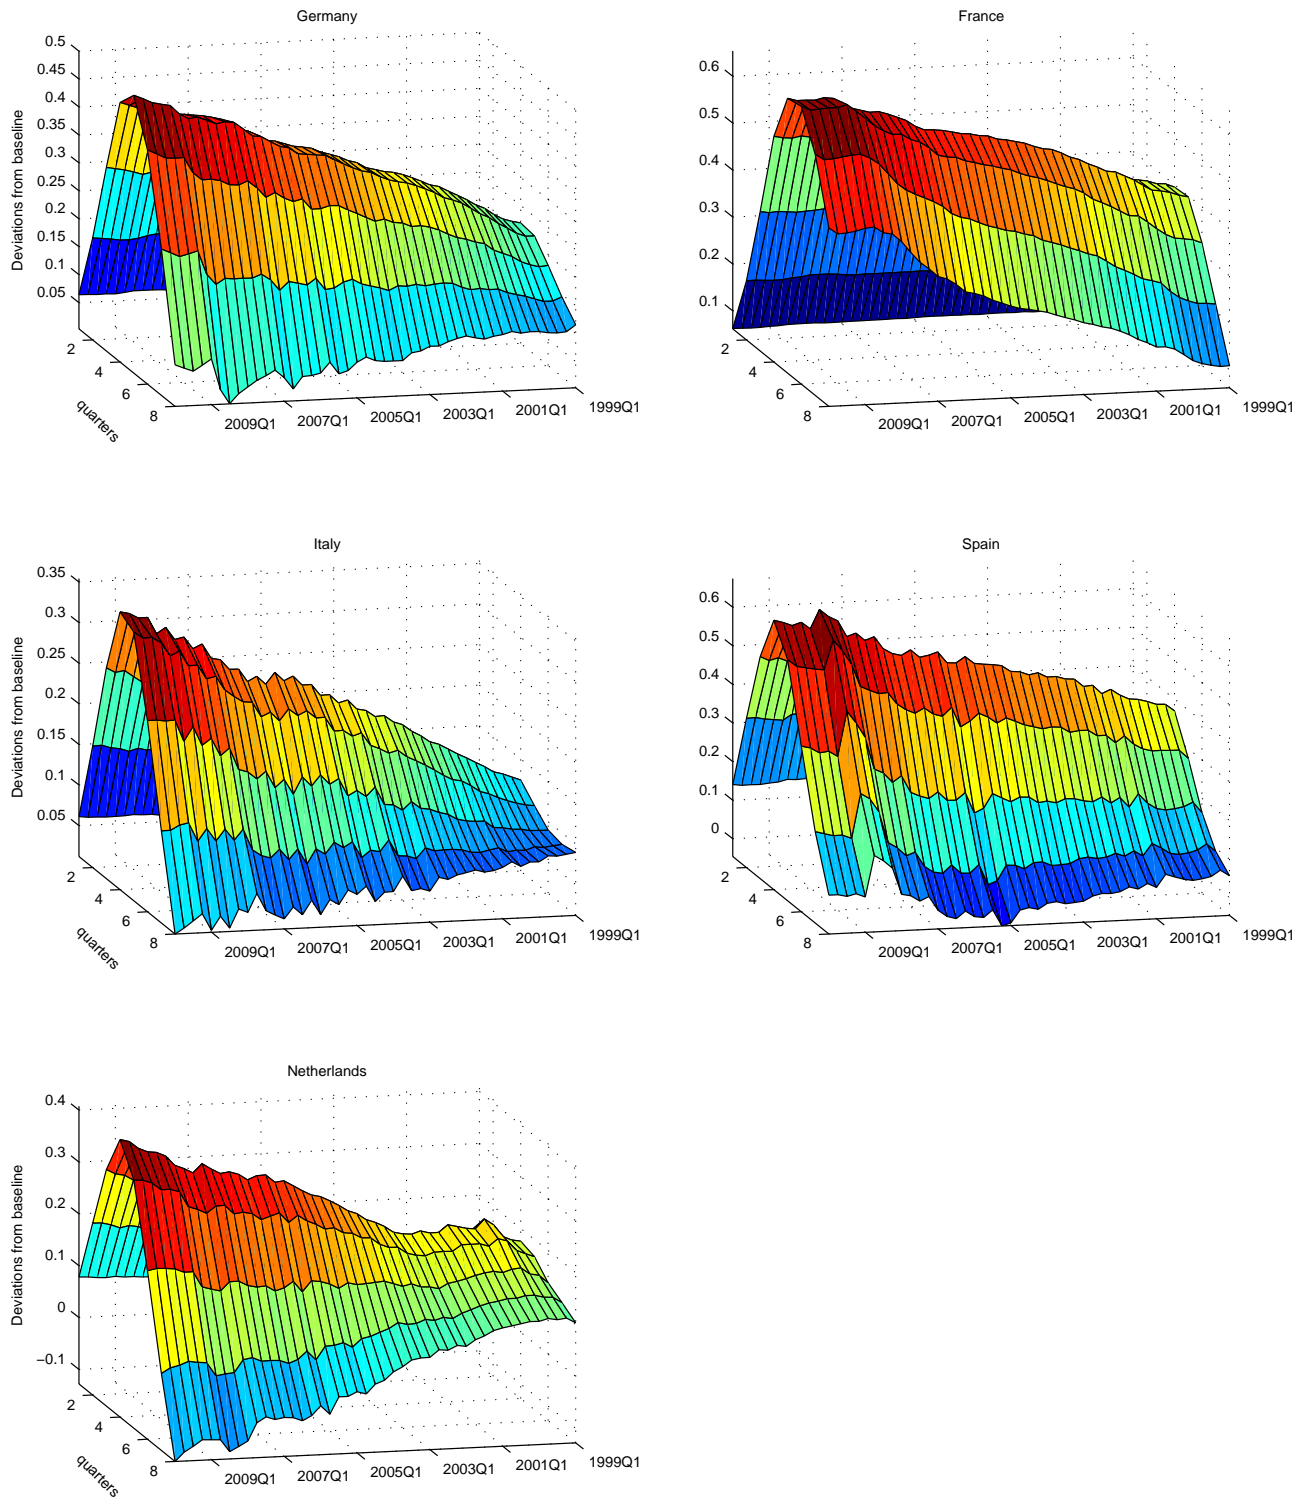 Germany
0.5
0.45
0.4
0.35
0.3
0.25
0.2
0.15
0.1
0.05
Deviations from baseline
2
4
6
8
quarters
2009Q1
2007Q1
2005Q1
2003Q1
2001Q1
1999Q1
France
0.6
0.5
0.4
0.3
0.2
0.1
2
4
6
8
2009Q1
2007Q1
2005Q1
2003Q1
2001Q1
1999Q1
Italy
0.35
0.3
0.25
0.2
0.15
0.1
0.05
Deviations from baseline
2
4
6
8
quarters
2009Q1
2007Q1
2005Q1
2003Q1
2001Q1
1999Q1
Spain
0.6
0.5
0.4
0.3
0.2
0.1
0
2
4
6
8
2009Q1
2007Q1
2005Q1
2003Q1
2001Q1
1999Q1
Netherlands
0.4
0.3
0.2
0.1
0
−0.1
Deviations from baseline
2
4
6
8
quarters
2009Q1
2007Q1
2005Q1
2003Q1
2001Q1
1999Q1